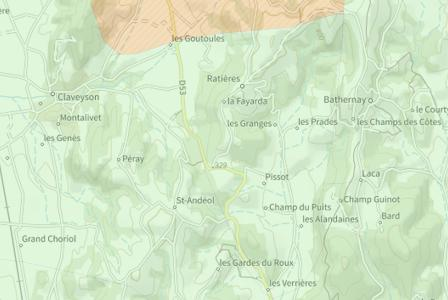 les Goutoules
Ratières
D53
la Fayarda
Claveyson
Bathernay
le Courty
Montalivet
les Granges
les Prades
les Champs des Côtes
les Genès
Péray
329
Pissot
Laca
St-Andéol
Champ du Puits
Champ Guinot
les Alandaines
Bard
Grand Choriol
les Gardes du Roux
les Verrières